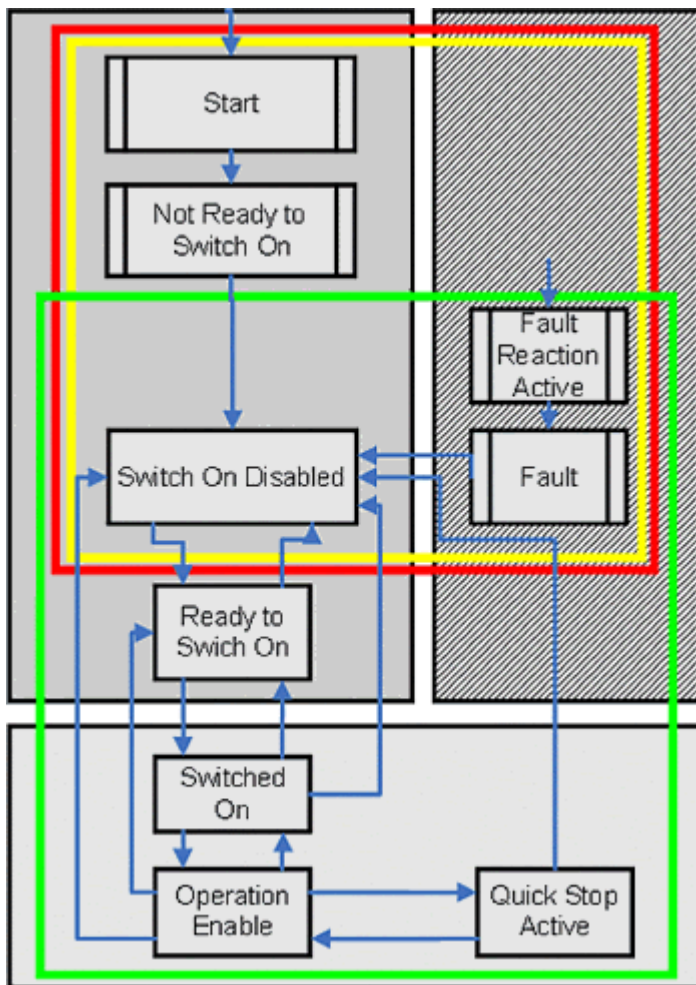 Start
Not Ready to
Switch On
Fault
Reaction
Active
Switch On Disabled
Fault
Ready to
Swich On
Switched
On
Operation
Enable
Quick Stop
Active